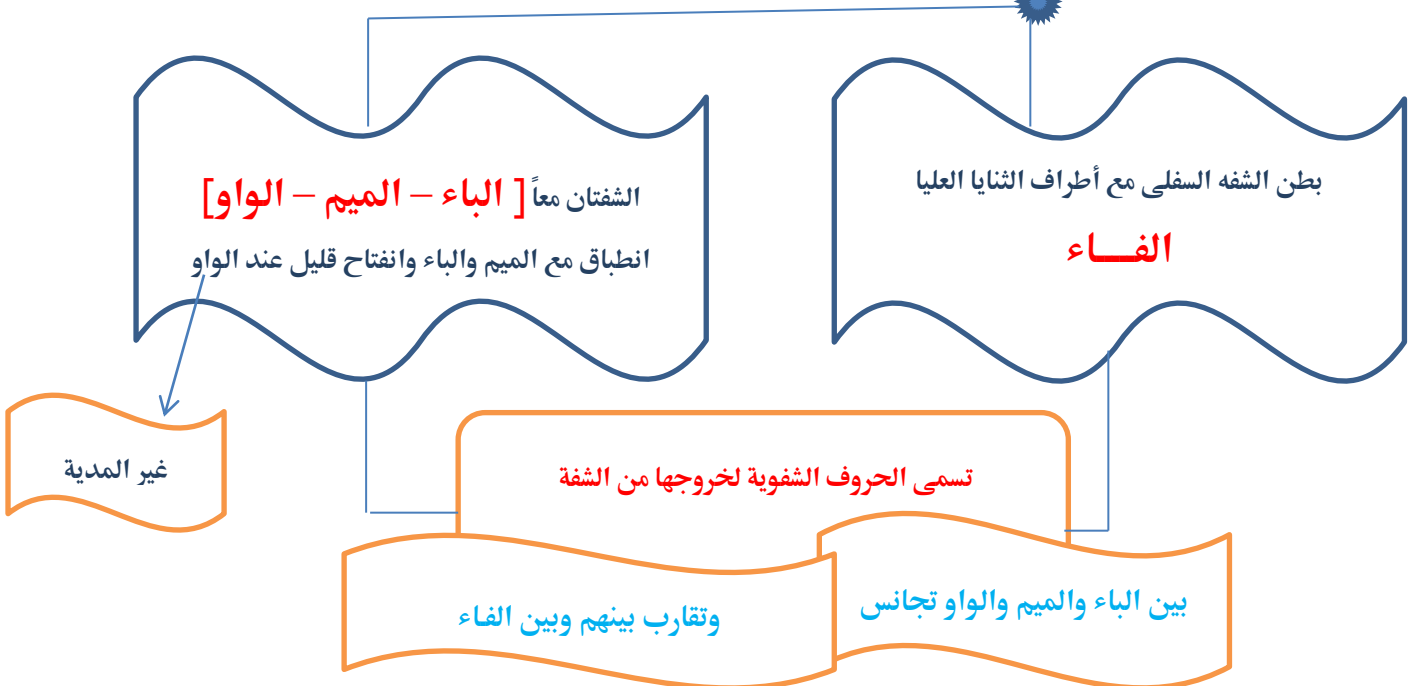 بطن الشفه السفلى مع أطراف الثنايا العليا
الفــــاء
الشفتان معاً [ الباء – الميم – الواو]
انطباق مع الميم والباء وانفتاح قليل عند الواو
غير المدية
تسمى الحروف الشفوية لخروجها من الشفة
بين الباء والميم والواو تجانس
وتقارب بينهم وبين الفاء